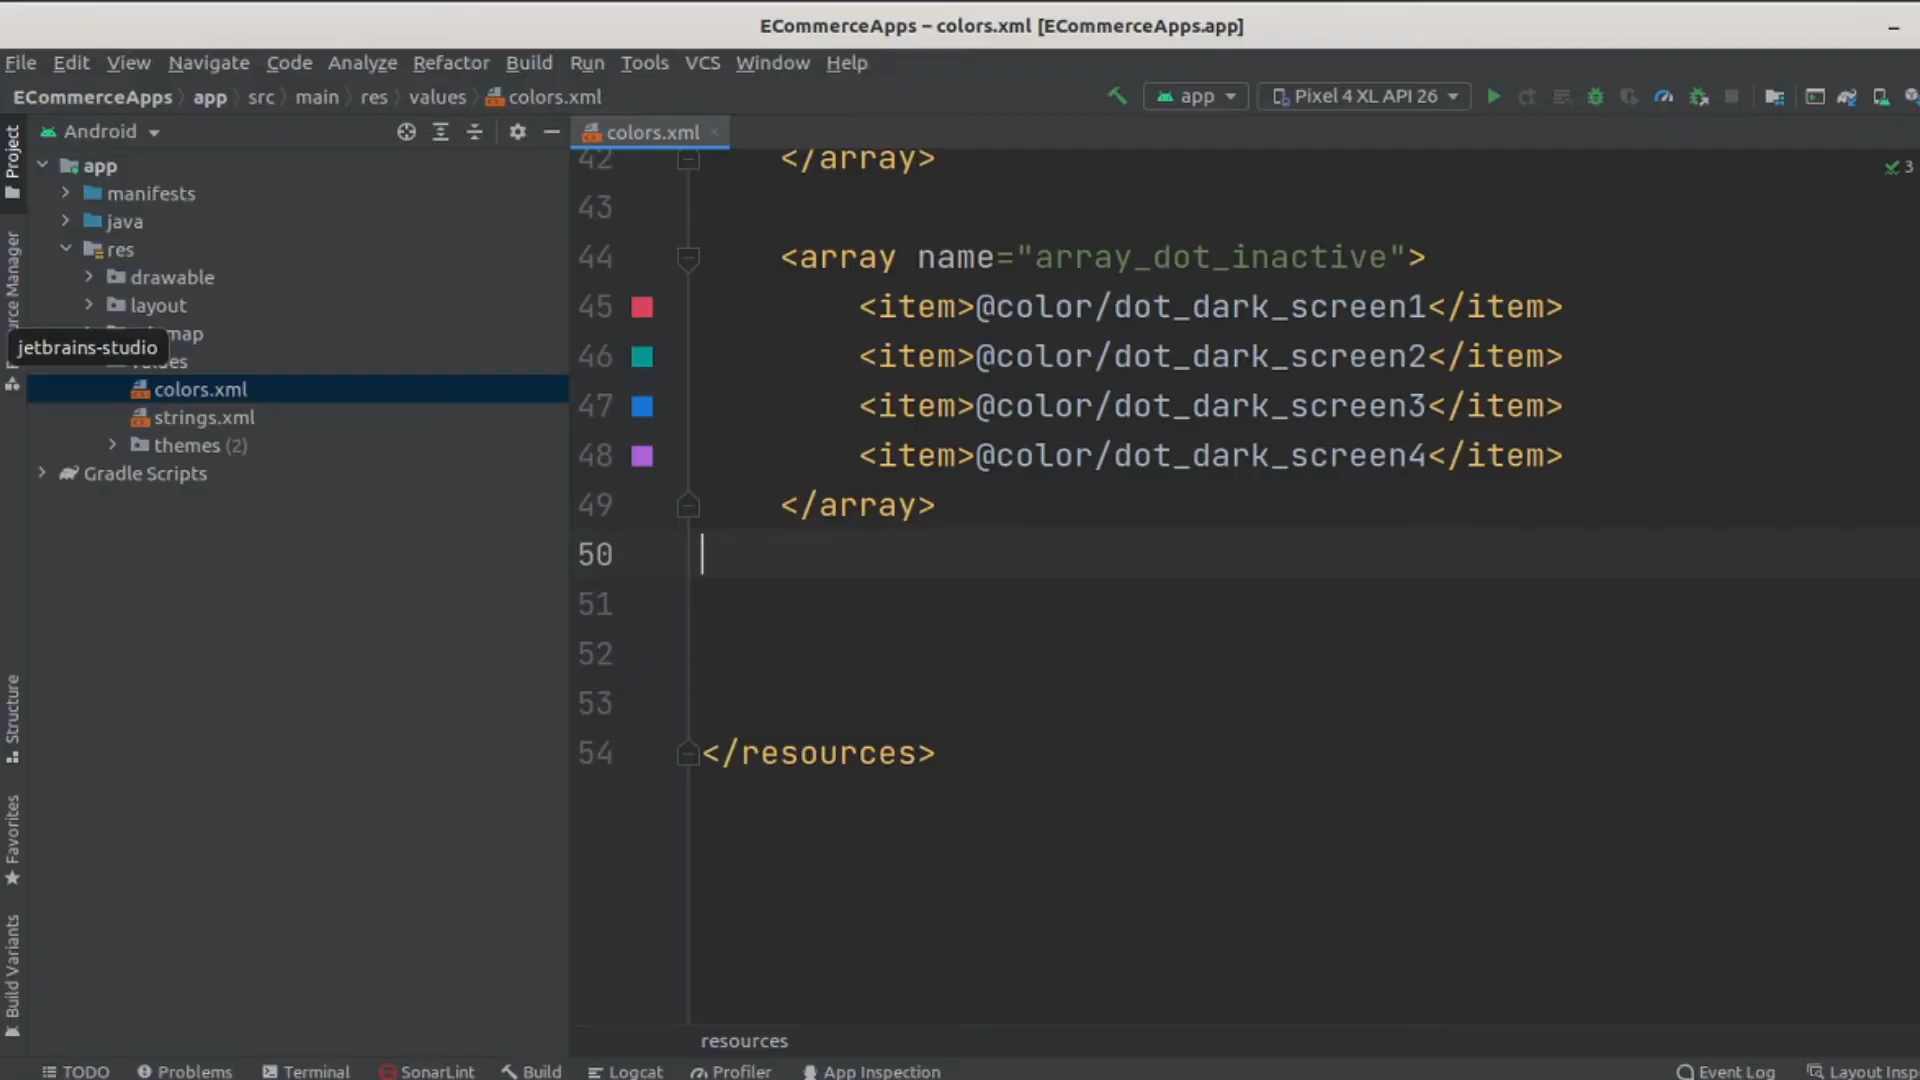 ECommerceApps – colors.xml [ECommerceApps.app]
File Edit View Navigate Code Analyze Refactor Build Run Tools VCS Window Help
ECommerceApps app src main res values colors.xml
app Pixel 4 XL API 26
Project
Android
colors.xml
app
manifests
java
res
drawable
layout
map
jetbrains-studio
values
colors.xml
strings.xml
themes (2)
Gradle Scripts
Structure
Favorites
Build Variants
3
42 </array>
43
44 <array name="array_dot_inactive">
45 <item>@color/dot_dark_screen1</item>
46 <item>@color/dot_dark_screen2</item>
47 <item>@color/dot_dark_screen3</item>
48 <item>@color/dot_dark_screen4</item>
49 </array>
50
51
52
53
54 </resources>
resources
TODO Problems Terminal SonarLint Build Logcat Profiler App Inspection Event Log Layout Insp